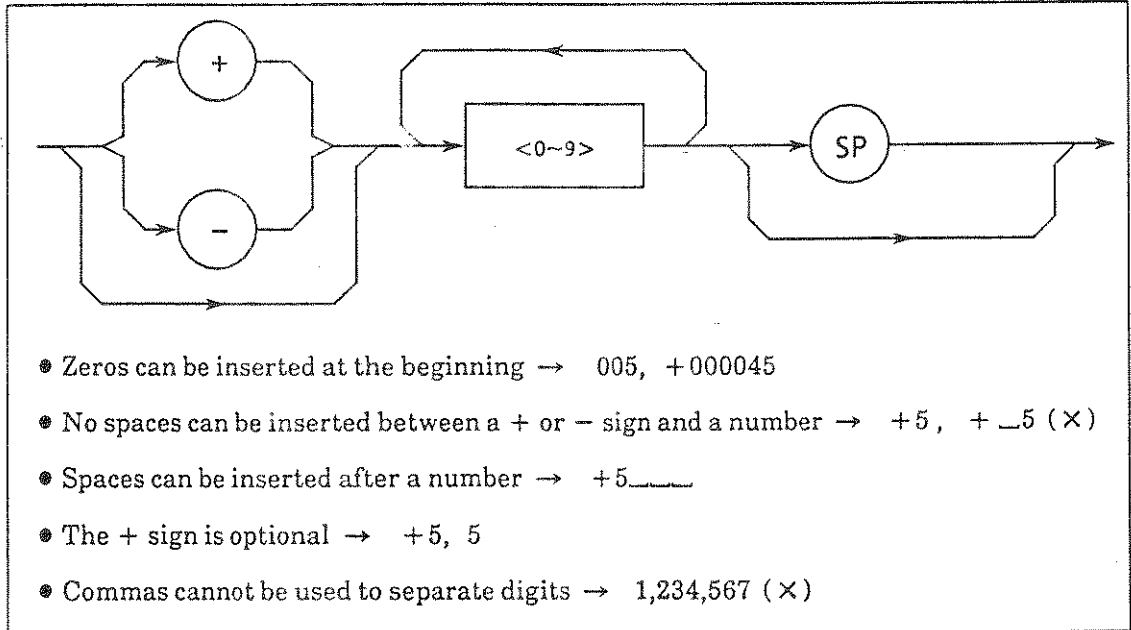 +
<0~9>
SP
−
● Zeros can be inserted at the beginning → 005, +000045
● No spaces can be inserted between a + or − sign and a number → +5, + _5 (×)
● Spaces can be inserted after a number → +5___
● The + sign is optional → +5, 5
● Commas cannot be used to separate digits → 1,234,567 (×)